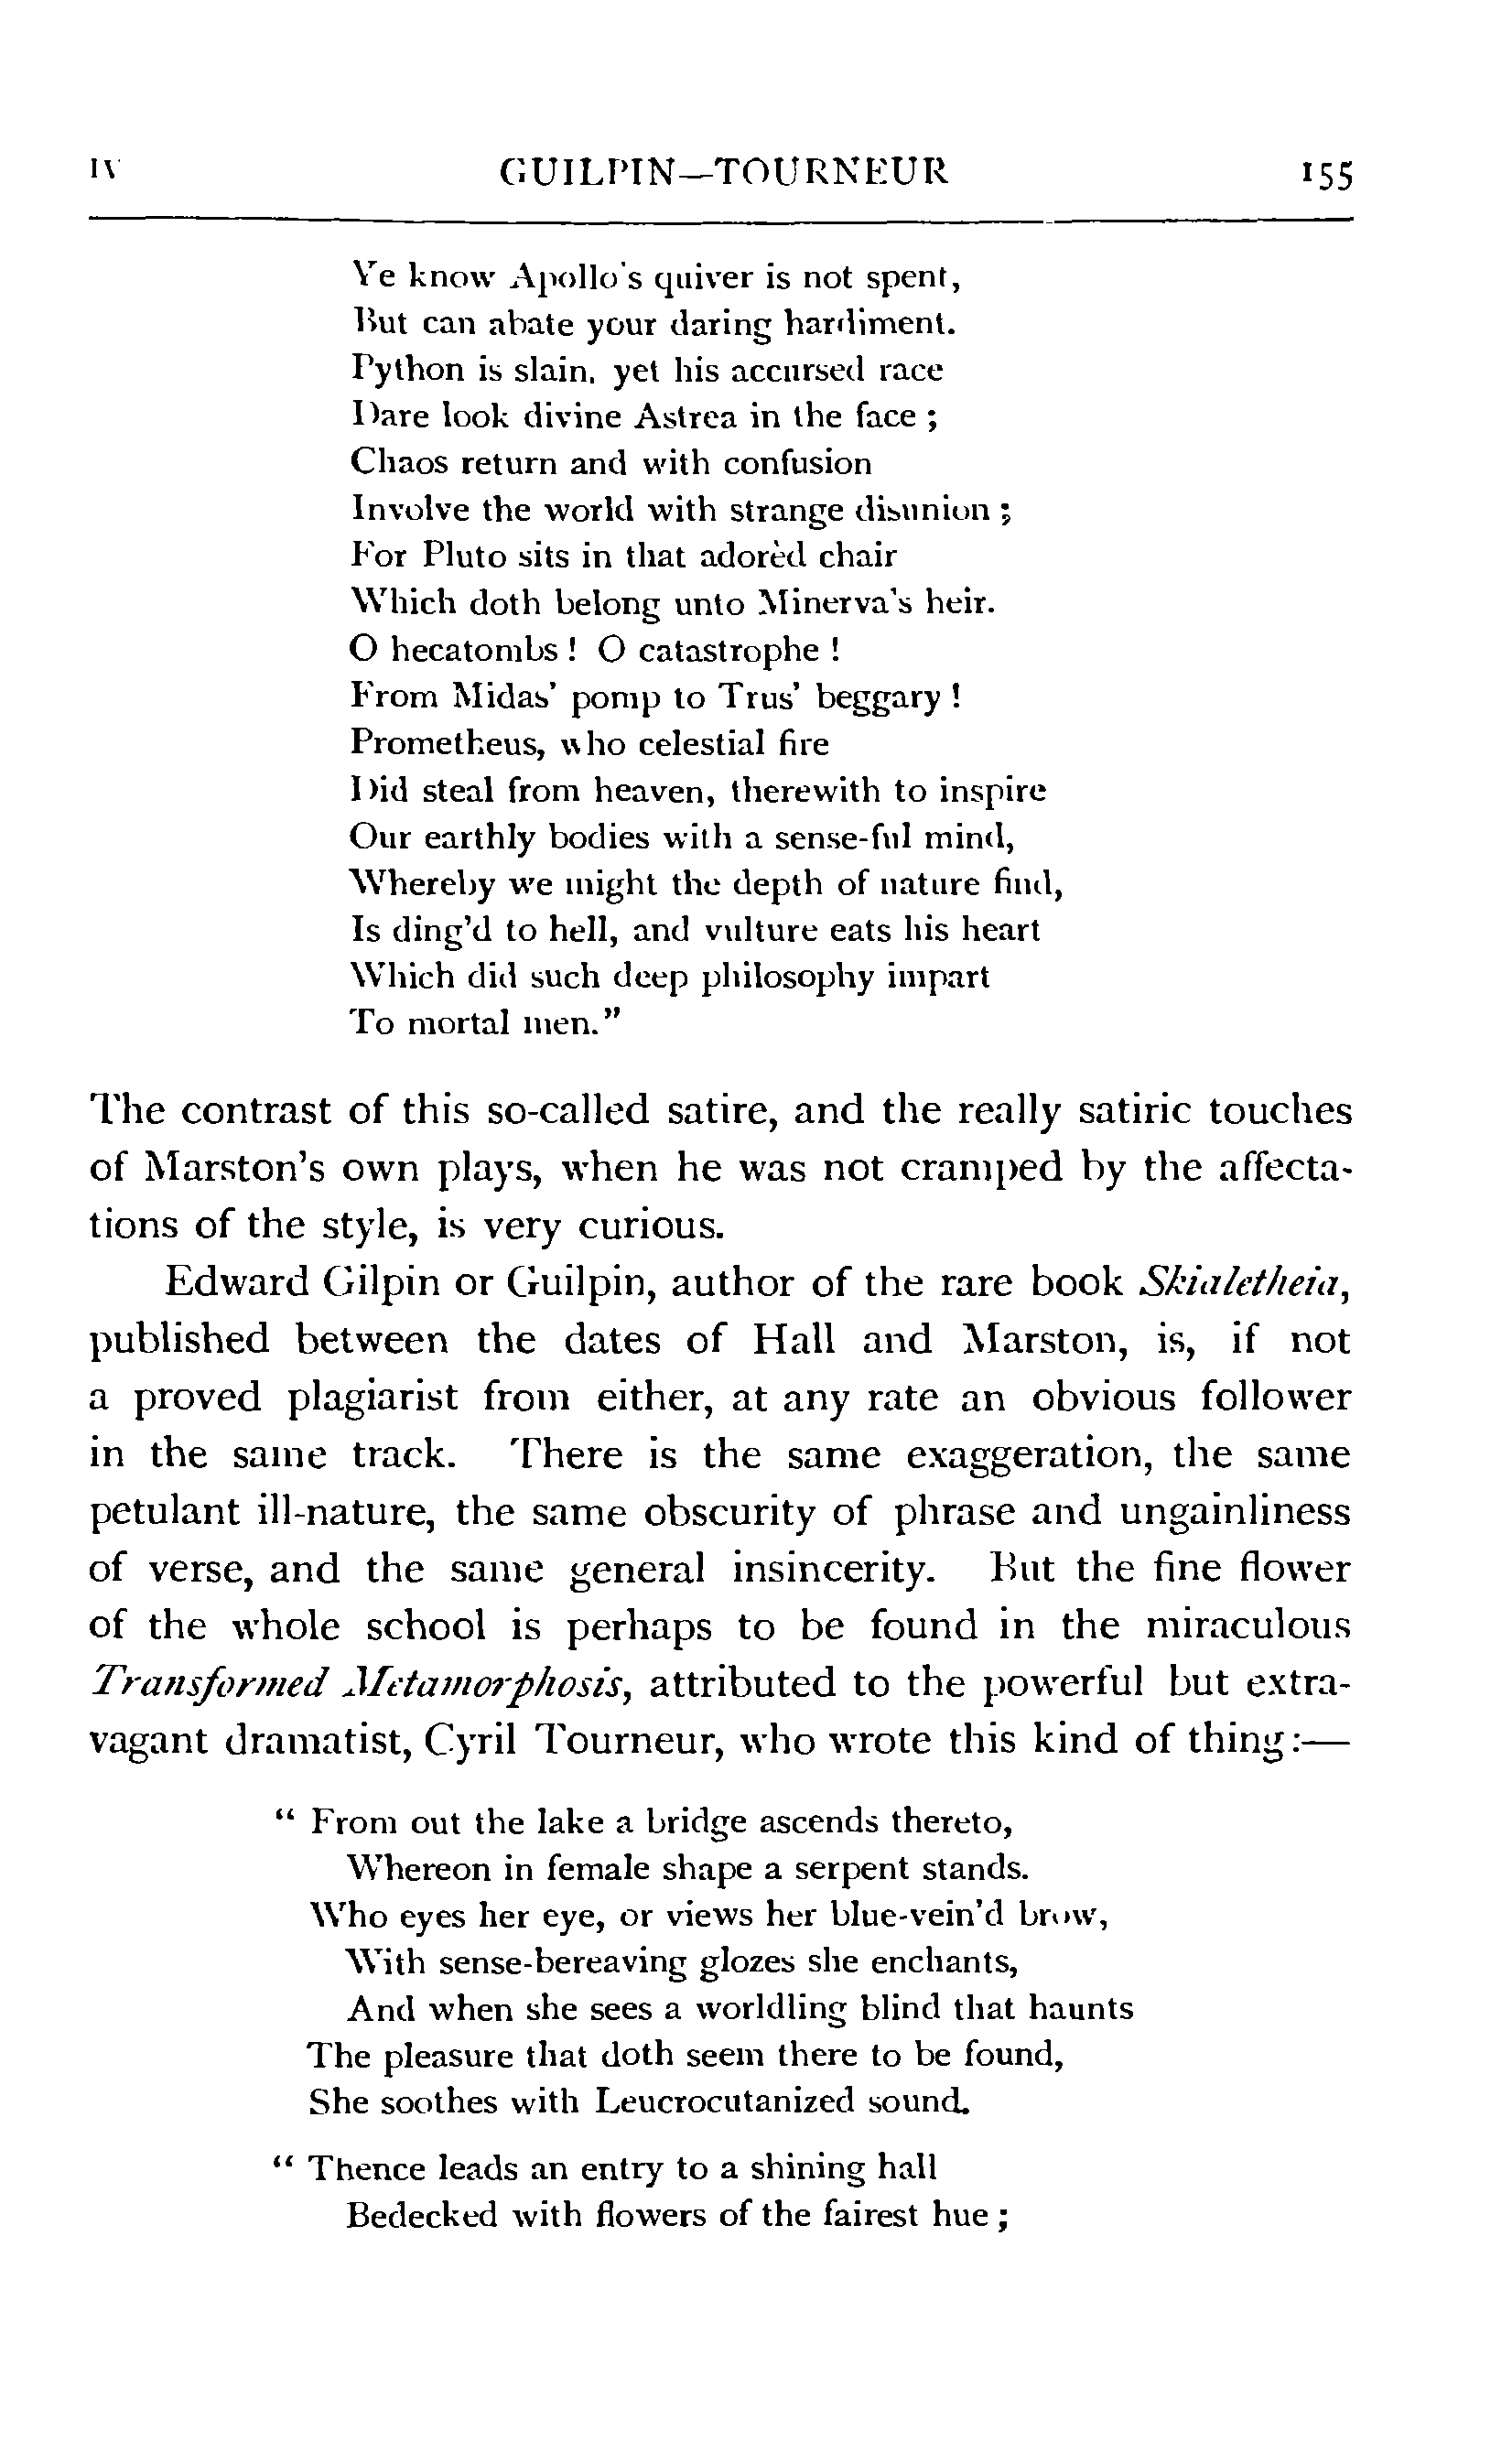 IV GUILPIN—TOURNEUR 155
Ye know Apollo's quiver is not spent,
But can abate your daring hardiment.
Python is slain, yet his accursed race
Dare look divine Astrea in the face ;
Chaos return and with confusion
Involve the world with strange disunion ;
For Pluto sits in that adorèd chair
Which doth belong unto Minerva's heir.
O hecatombs ! O catastrophe !
From Midas' pomp to Trus' beggary !
Prometheus, who celestial fire
Did steal from heaven, therewith to inspire
Our earthly bodies with a sense-ful mind,
Whereby we might the depth of nature find,
Is ding'd to hell, and vulture eats his heart
Which did such deep philosophy impart
To mortal men."
The contrast of this so-called satire, and the really satiric touches
of Marston's own plays, when he was not cramped by the affecta-
tions of the style, is very curious.
Edward Gilpin or Guilpin, author of the rare book Skialetheia,
published between the dates of Hall and Marston, is, if not
a proved plagiarist from either, at any rate an obvious follower
in the same track. There is the same exaggeration, the same
petulant ill-nature, the same obscurity of phrase and ungainliness
of verse, and the same general insincerity. But the fine flower
of the whole school is perhaps to be found in the miraculous
Transformed Metamorphosis, attributed to the powerful but extra-
vagant dramatist, Cyril Tourneur, who wrote this kind of thing:—
" From out the lake a bridge ascends thereto,
Whereon in female shape a serpent stands.
Who eyes her eye, or views her blue-vein'd brow,
With sense-bereaving glozes she enchants,
And when she sees a worldling blind that haunts
The pleasure that doth seem there to be found,
She soothes with Leucrocutanized sound.
" Thence leads an entry to a shining hall
Bedecked with flowers of the fairest hue ;